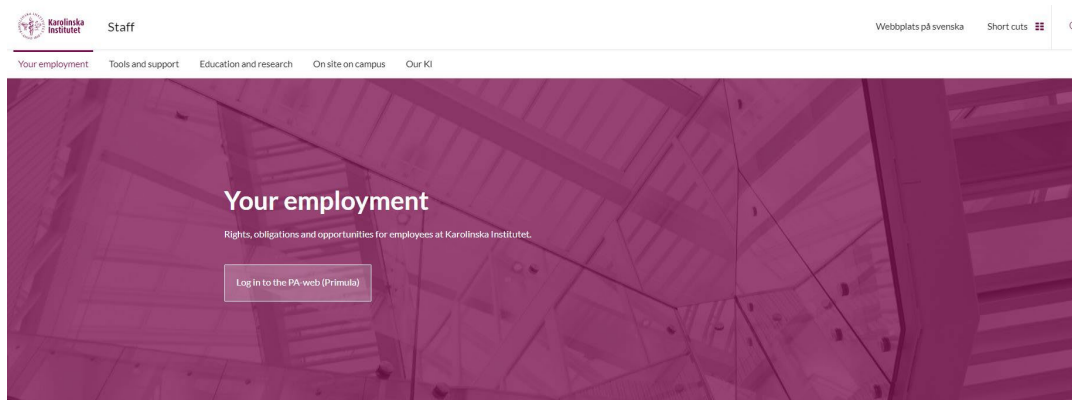 Karolinska
Institutet
Staff
Webbplats på svenska
Short cuts
Your employment
Tools and support
Education and research
On site on campus
Our KI
Your employment
Rights, obligations and opportunities for employees at Karolinska Institutet.
Log in to the PA-web (Primula)